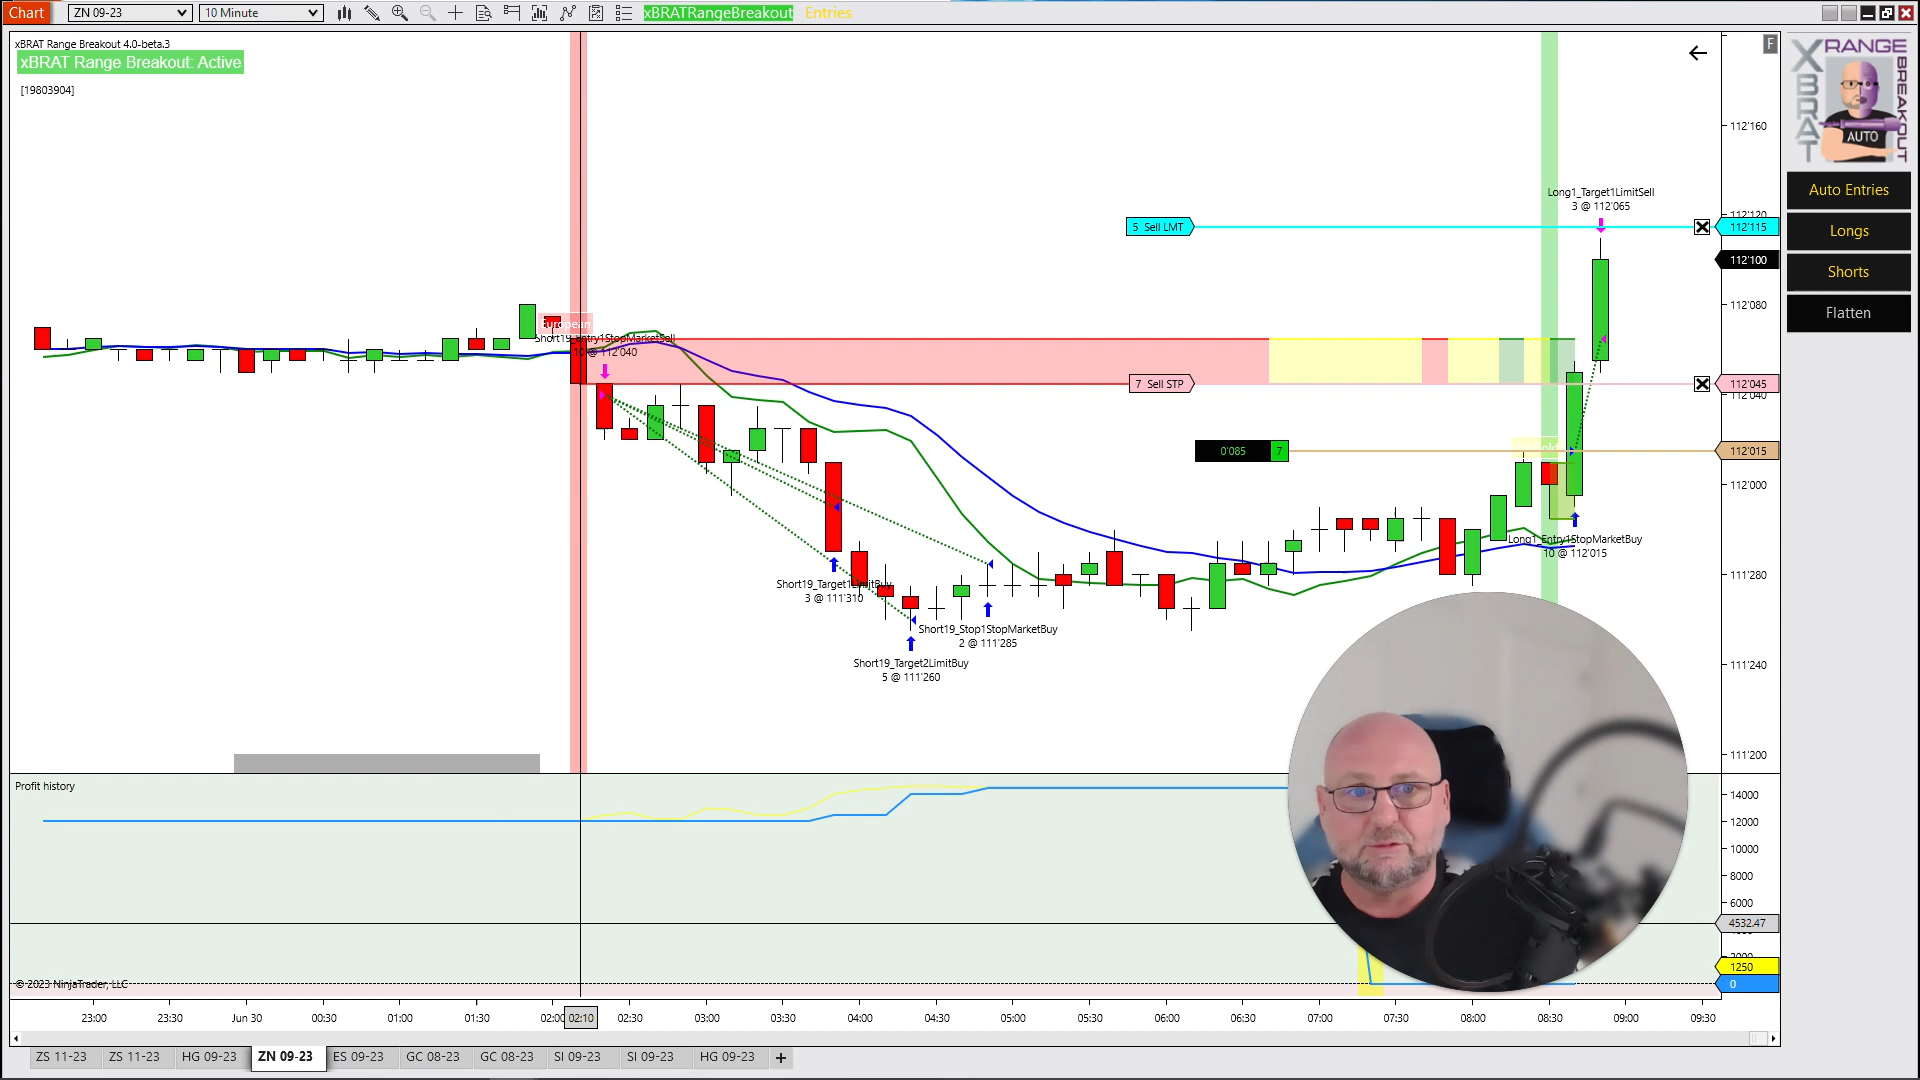 Chart
ZN 09-23
10 Minute
xBRATRangeBreakout
Entries
xBRAT Range Breakout 4.0-beta.3
xBRAT Range Breakout: Active
[19803904]
F
XBRAT
RANGE
BREAKOUT
AUTO
Auto Entries
Longs
Shorts
Flatten
112'160
112'120
112'115
112'100
112'080
112'045
112'040
112'015
112'000
111'280
111'240
111'200
Long1_Target1LimitSell
3 @ 112'065
5 Sell LMT
European
Short19_Entry1StopMarketSell
10 @ 112'040
7 Sell STP
0'085
7
Long1_Entry1StopMarketBuy
10 @ 112'015
Short19_Target1LimitBuy
3 @ 111'310
Short19_Stop1StopMarketBuy
2 @ 111'285
Short19_Target2LimitBuy
5 @ 111'260
Profit history
14000
12000
10000
8000
6000
4532.47
1250
0
© 2023 NinjaTrader, LLC
23:00
23:30
Jun 30
00:30
01:00
01:30
02:00
02:10
02:30
03:00
03:30
04:00
04:30
05:00
05:30
06:00
06:30
07:00
07:30
08:00
08:30
09:00
09:30
ZS 11-23
ZS 11-23
HG 09-23
ZN 09-23
ES 09-23
GC 08-23
GC 08-23
SI 09-23
SI 09-23
HG 09-23